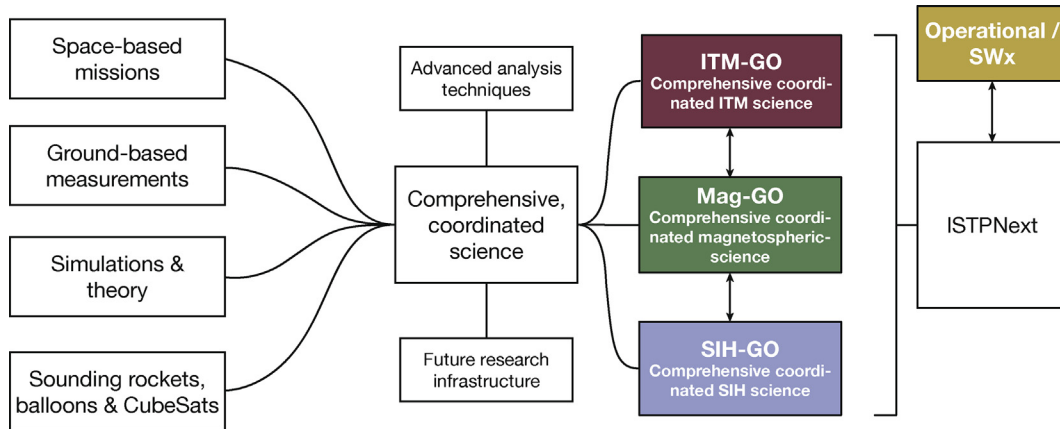 Space-based
missions
Ground-based
measurements
Simulations &
theory
Sounding rockets,
balloons & CubeSats
Advanced analysis
techniques
Comprehensive,
coordinated
science
Future research
infrastructure
ITM-GO
Comprehensive coordi-
nated ITM science
Mag-GO
Comprehensive coordi-
nated magnetospheric-
science
SIH-GO
Comprehensive coordi-
nated SIH science
Operational /
SWx
ISTPNext